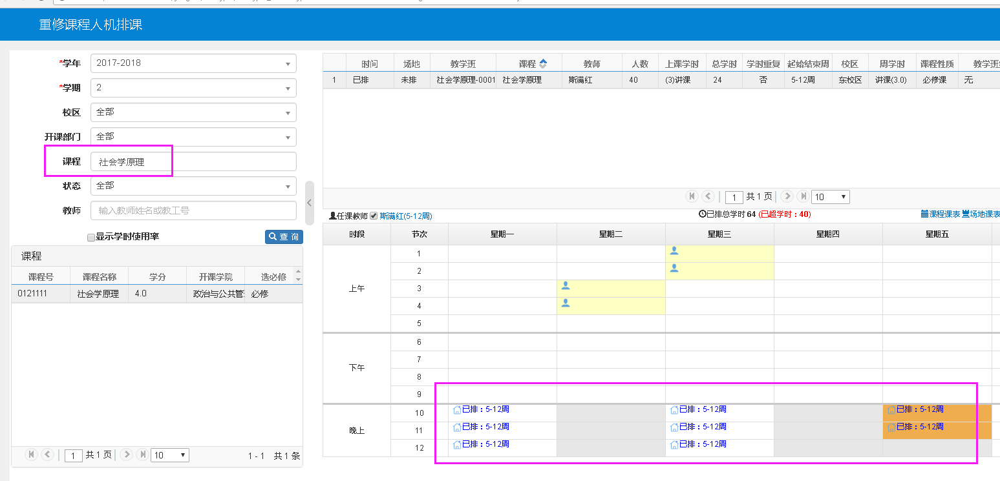 重修课程人机排课
*学年 2017-2018
*学期 2
校区 全部
开课部门 全部
课程 社会学原理
状态 全部
教师 输入教师姓名或教工号
显示学时使用率 查 询
课程
课程号 课程名称 学分 开课学院 选必修
0121111 社会学原理 4.0 政治与公共管 必修
1 共 1 页 10 1 - 1 共 1 条
时间 场地 教学班 课程 教师 人数 上课学时 总学时 学时重复 起始结束周 校区 周学时 课程性质 教学班
1 已排 未排 社会学原理-0001 社会学原理 斯满红 40 (3)讲课 24 否 5-12周 东校区 讲课(3.0) 必修课 无
1 共 1 页 10
任课教师 斯满红(5-12周) 已排总学时 64 (已超学时：40) 课程课表 场地课表
时段 节次 星期一 星期二 星期三 星期四 星期五
上午
1
2
3
4
5
下午
6
7
8
9
晚上
10 已排：5-12周 已排：5-12周 已排：5-12周
11 已排：5-12周 已排：5-12周 已排：5-12周
12 已排：5-12周 已排：5-12周